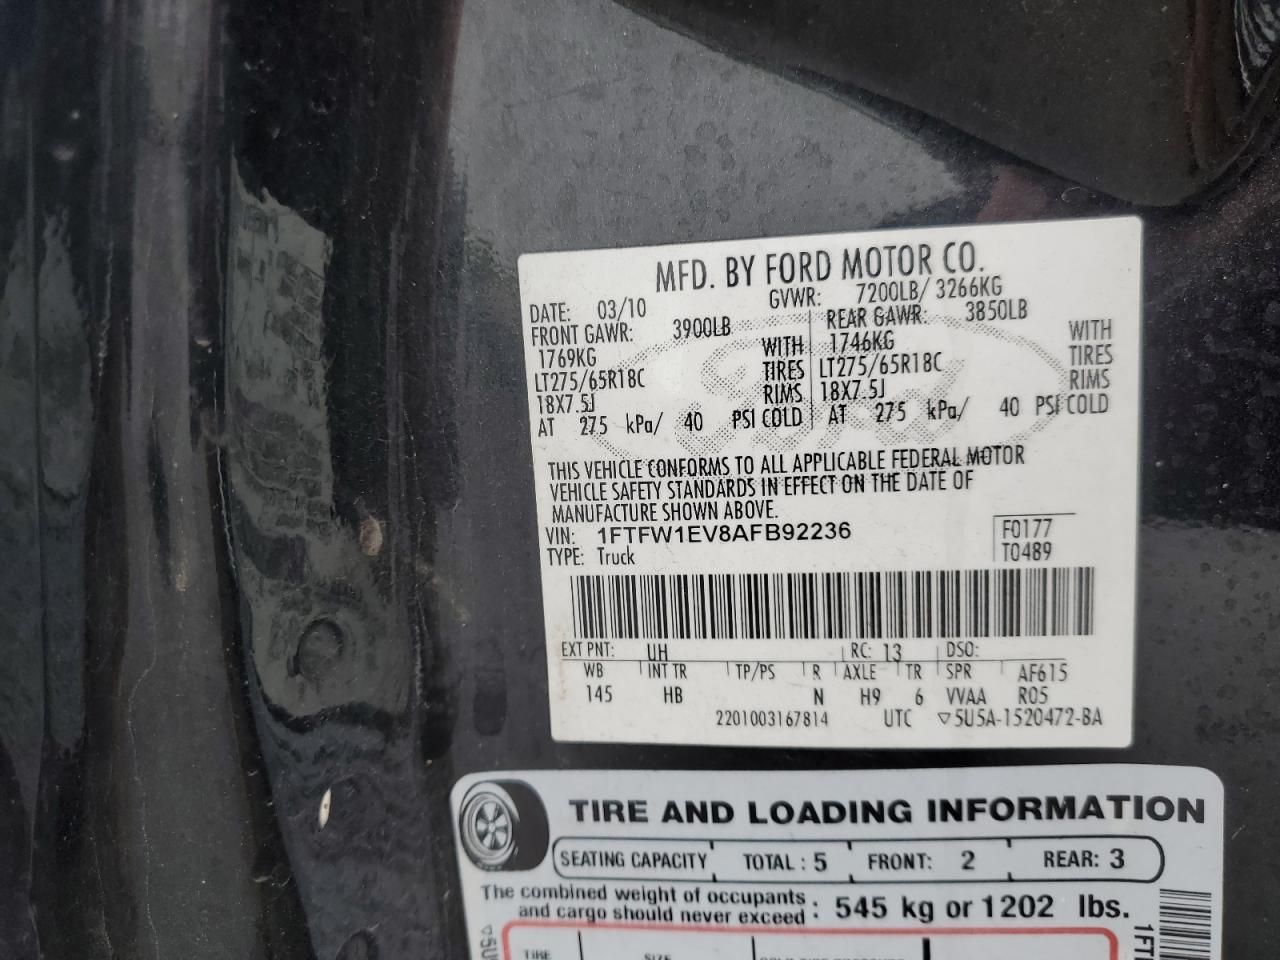 MFD. BY FORD MOTOR CO.
DATE: 03/10 GVWR: 7200LB/ 3266KG
FRONT GAWR: 3900LB REAR GAWR: 3850LB
1769KG WITH 1746KG WITH
LT275/65R18C TIRES LT275/65R18C TIRES
18X7.5J RIMS 18X7.5J RIMS
AT 275 kPa/ 40 PSI COLD AT 275 kPa/ 40 PSI COLD
THIS VEHICLE CONFORMS TO ALL APPLICABLE FEDERAL MOTOR
VEHICLE SAFETY STANDARDS IN EFFECT ON THE DATE OF
MANUFACTURE SHOWN ABOVE.
VIN: 1FTFW1EV8AFB92236 F0177
TYPE: Truck T0489
EXT PNT: UH RC: 13 DSO:
WB INT TR TP/PS R AXLE TR SPR AF615
145 HB N H9 6 VVAA R05
2201003167814 UTC ▽5U5A-1520472-BA
TIRE AND LOADING INFORMATION
SEATING CAPACITY TOTAL : 5 FRONT: 2 REAR: 3
The combined weight of occupants
and cargo should never exceed : 545 kg or 1202 lbs.
TIRE SIZE
▽5U
1FT